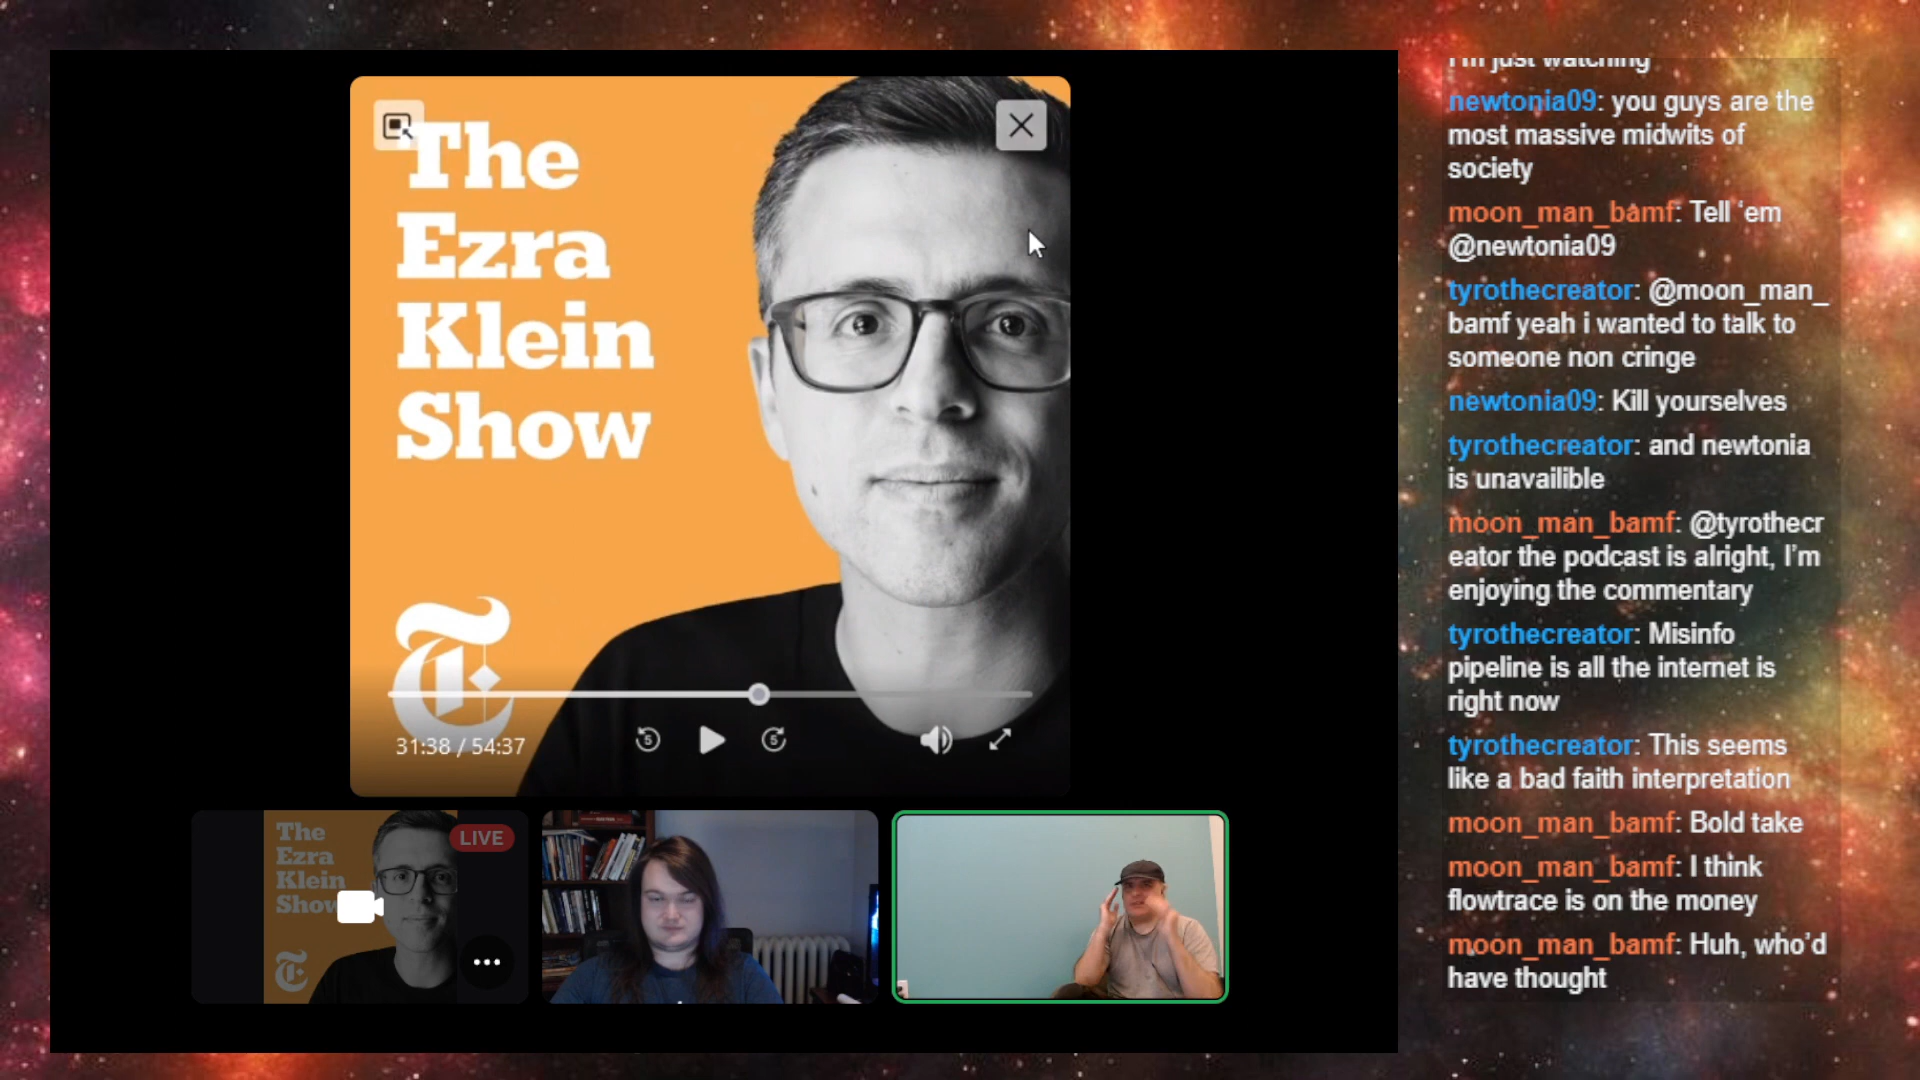 The
Ezra
Klein
Show
T
31:38 / 54:37
5
5
The
Ezra
Klein
Show
T
LIVE
I'm just watching
newtonia09: you guys are the
most massive midwits of
society
moon_man_bamf: Tell ‘em
@newtonia09
tyrothecreator: @moon_man_
bamf yeah i wanted to talk to
someone non cringe
newtonia09: Kill yourselves
tyrothecreator: and newtonia
is unavailible
moon_man_bamf: @tyrothecr
eator the podcast is alright, I’m
enjoying the commentary
tyrothecreator: Misinfo
pipeline is all the internet is
right now
tyrothecreator: This seems
like a bad faith interpretation
moon_man_bamf: Bold take
moon_man_bamf: I think
flowtrace is on the money
moon_man_bamf: Huh, who’d
have thought